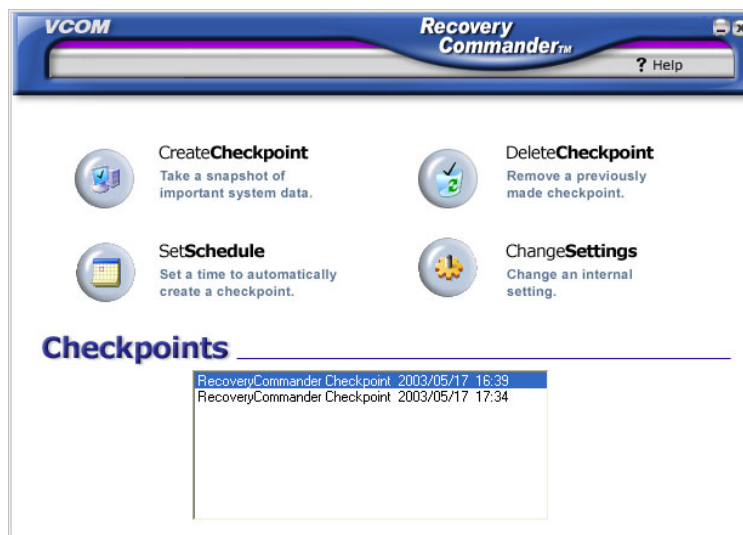 VCOM
Recovery
Commander™
? Help
CreateCheckpoint
Take a snapshot of
important system data.
DeleteCheckpoint
Remove a previously
made checkpoint.
SetSchedule
Set a time to automatically
create a checkpoint.
ChangeSettings
Change an internal
setting.
Checkpoints
RecoveryCommander Checkpoint 2003/05/17 16:39
RecoveryCommander Checkpoint 2003/05/17 17:34